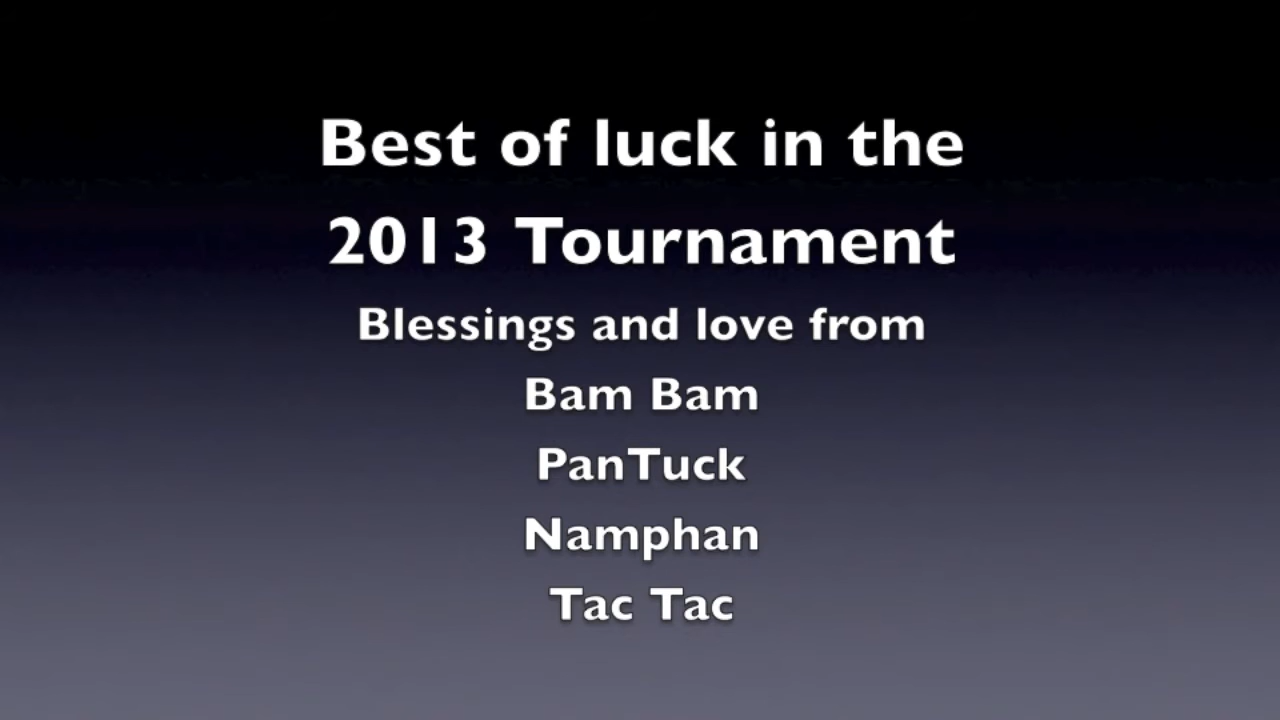 Best of luck in the
2013 Tournament
Blessings and love from
Bam Bam
PanTuck
Namphan
Tac Tac